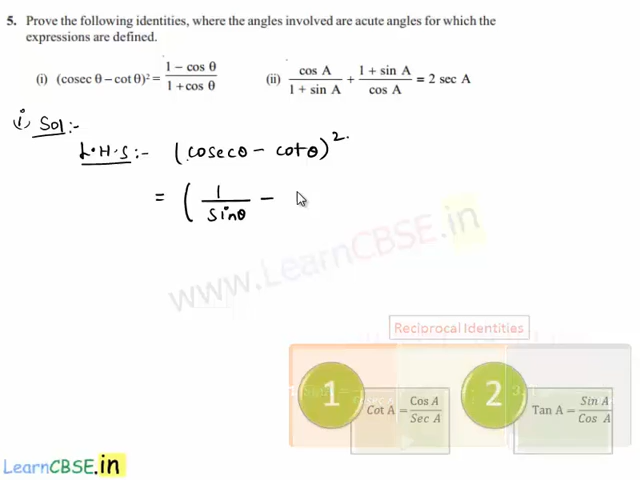 5. Prove the following identities, where the angles involved are acute angles for which the
expressions are defined.
(i) (cosec θ – cot θ)² = (1 – cos θ)/(1 + cos θ) (ii) cos A/(1 + sin A) + (1 + sin A)/cos A = 2 sec A
i) Sol:-
L.H.S:- (cosecθ – cotθ)².
= ( 1/sinθ –
www.LearnCBSE.in
Reciprocal Identities
1 Cot A = Cos A/Sec A 2 Tan A = Sin A/Cos A
LearnCBSE.in